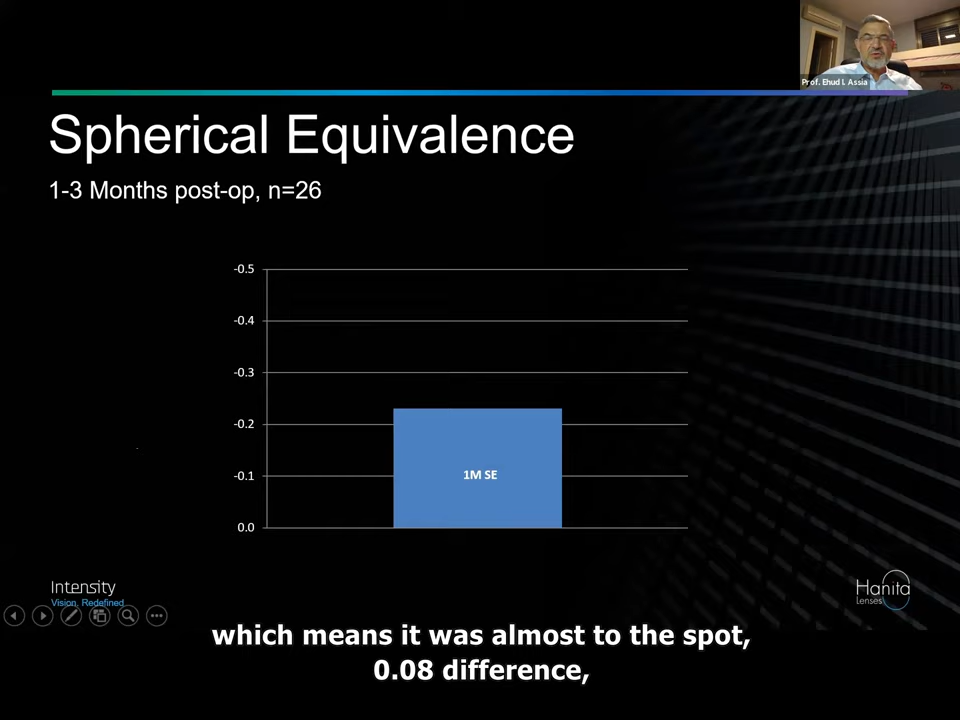 Prof. Ehud I. Assia
Spherical Equivalence
1-3 Months post-op, n=26
-0.5
-0.4
-0.3
-0.2
-0.1
0.0
1M SE
Intensity
Vision. Redefined
Hanita
Lenses
which means it was almost to the spot,
0.08 difference,